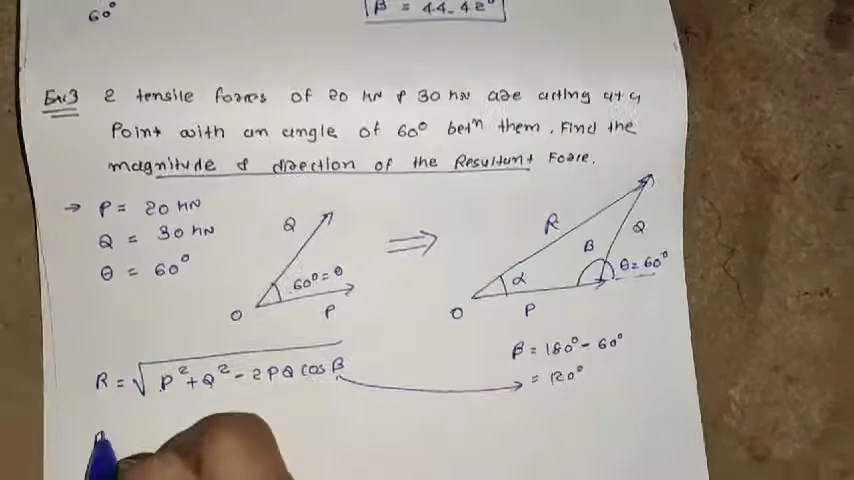 60°
β = 44.42°
Ex:3 2 tensile forces of 20 kN & 30 kN are acting at a
Point with an angle of 60° betⁿ them. Find the
magnitude & direction of the Resultant Force.
→ P = 20 kN
Q = 30 kN
θ = 60°
Q
60° = θ
O
P
⇒
R
Q
β
α
θ = 60°
O
P
R = √P² + Q² - 2PQ cos β
β = 180° - 60°
= 120°